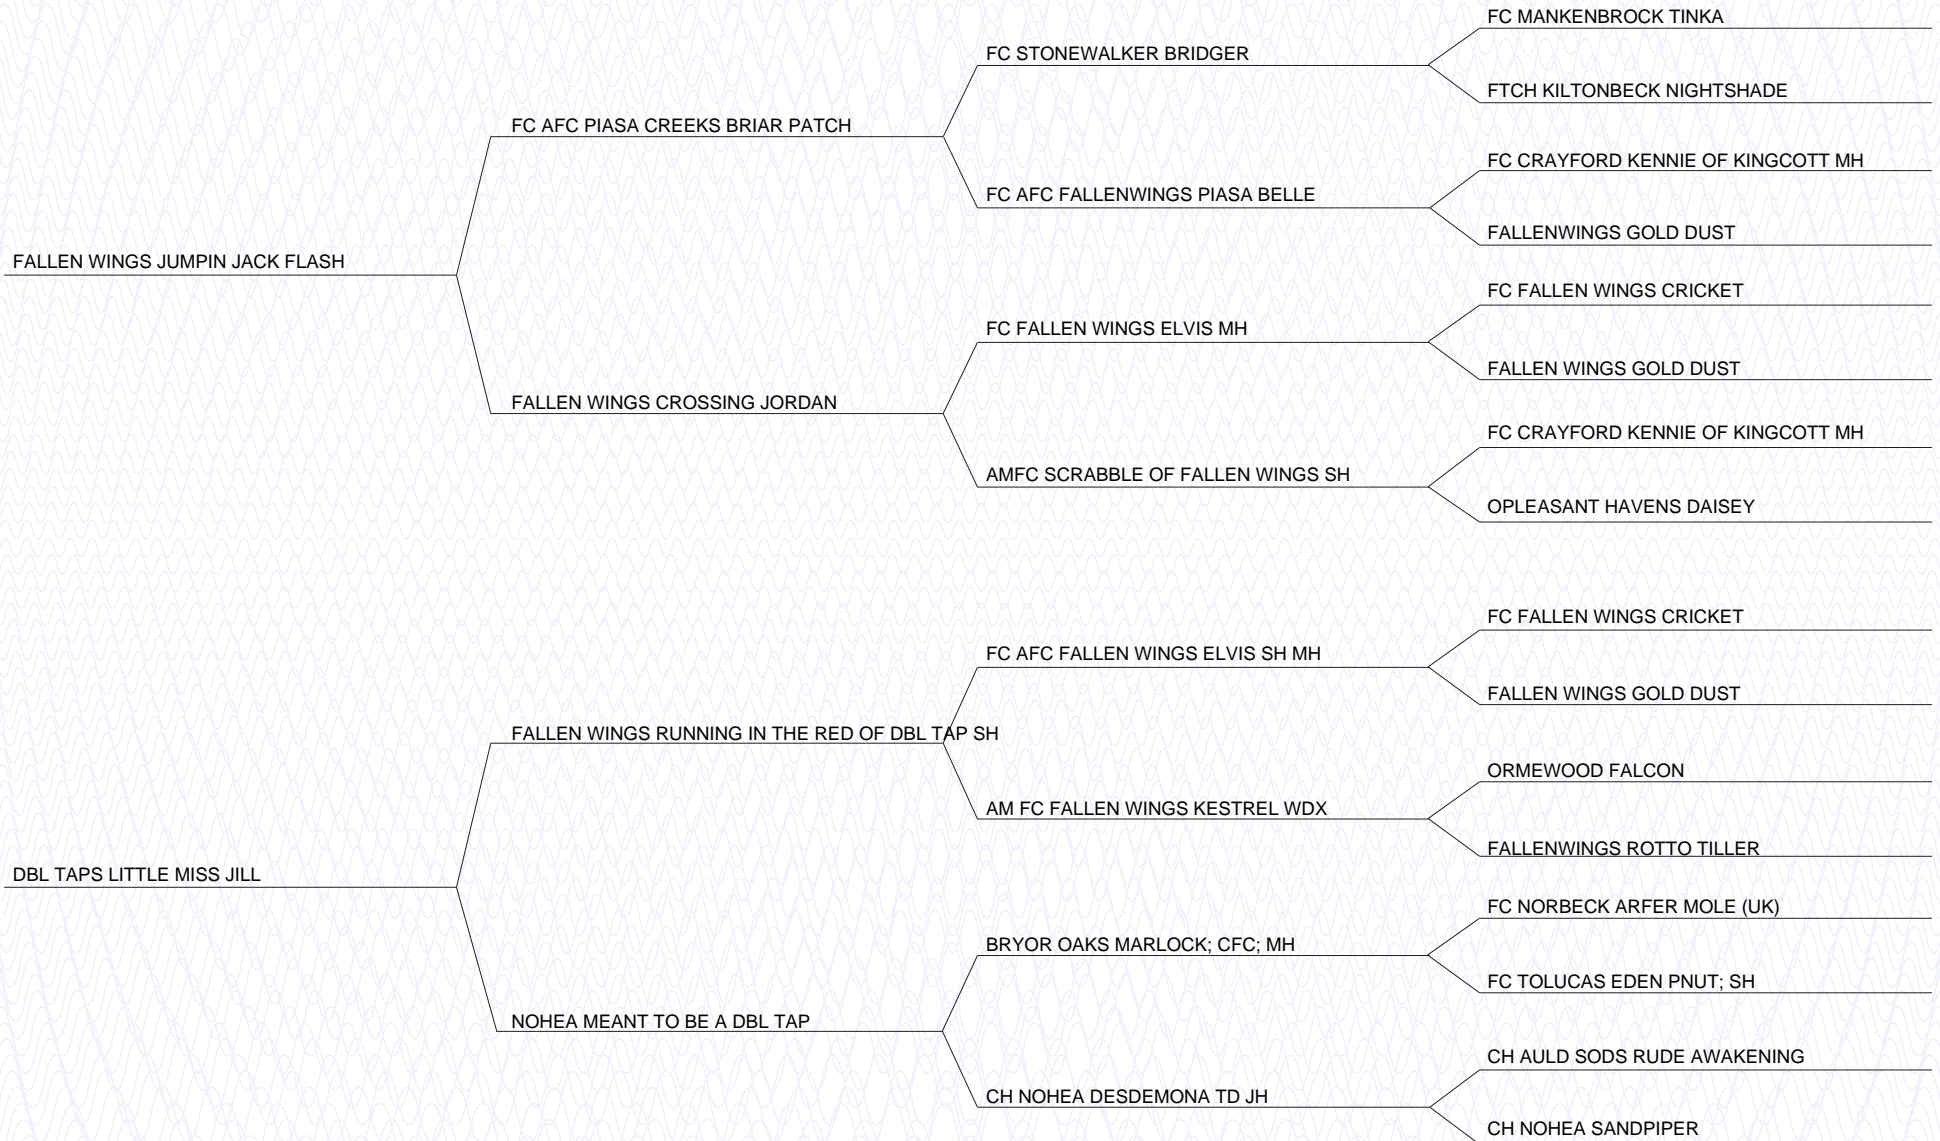 FC MANKENBROCK TINKA
FC STONEWALKER BRIDGER
FTCH KILTONBECK NIGHTSHADE
FC AFC PIASA CREEKS BRIAR PATCH
FC CRAYFORD KENNIE OF KINGCOTT MH
FC AFC FALLENWINGS PIASA BELLE
FALLENWINGS GOLD DUST
FALLEN WINGS JUMPIN JACK FLASH
FC FALLEN WINGS CRICKET
FC FALLEN WINGS ELVIS MH
FALLEN WINGS GOLD DUST
FALLEN WINGS CROSSING JORDAN
FC CRAYFORD KENNIE OF KINGCOTT MH
AMFC SCRABBLE OF FALLEN WINGS SH
OPLEASANT HAVENS DAISEY
FC FALLEN WINGS CRICKET
FC AFC FALLEN WINGS ELVIS SH MH
FALLEN WINGS GOLD DUST
FALLEN WINGS RUNNING IN THE RED OF DBL TAP SH
ORMEWOOD FALCON
AM FC FALLEN WINGS KESTREL WDX
FALLENWINGS ROTTO TILLER
DBL TAPS LITTLE MISS JILL
FC NORBECK ARFER MOLE (UK)
BRYOR OAKS MARLOCK; CFC; MH
FC TOLUCAS EDEN PNUT; SH
NOHEA MEANT TO BE A DBL TAP
CH AULD SODS RUDE AWAKENING
CH NOHEA DESDEMONA TD JH
CH NOHEA SANDPIPER